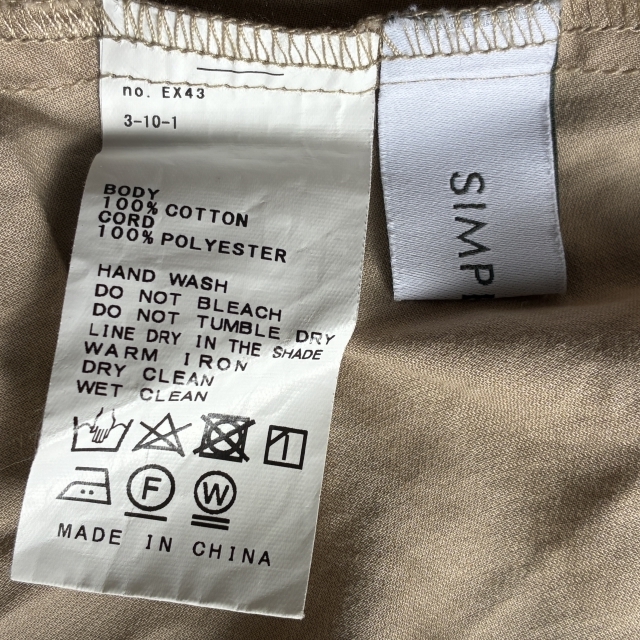 no. EX43
3-10-1
BODY
100% COTTON
CORD
100% POLYESTER
HAND WASH
DO NOT BLEACH
DO NOT TUMBLE DRY
LINE DRY IN THE SHADE
WARM IRON
DRY CLEAN
WET CLEAN
F W
MADE IN CHINA
SIMP